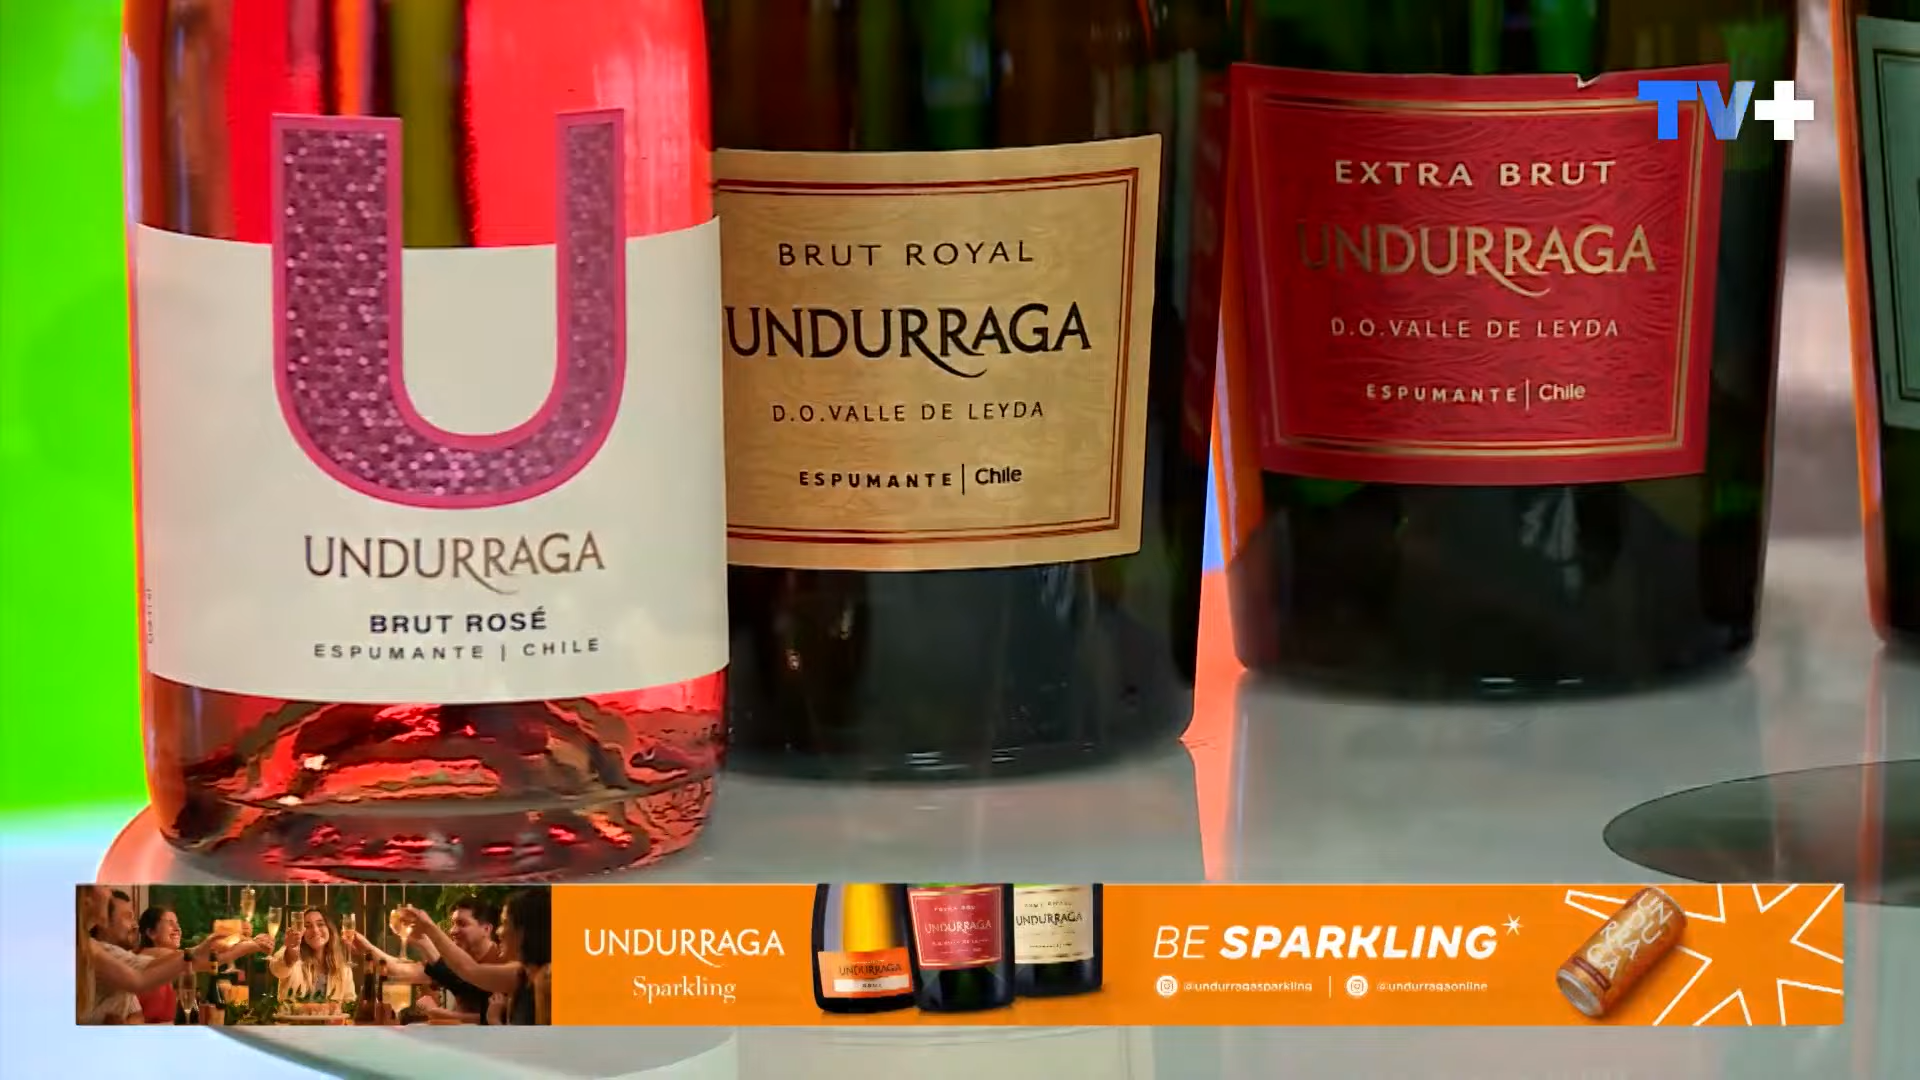 TV+
U
UNDURRAGA
BRUT ROSÉ
ESPUMANTE | CHILE
BRUT ROYAL
UNDURRAGA
D.O. VALLE DE LEYDA
ESPUMANTE | Chile
EXTRA BRUT
UNDURRAGA
D.O. VALLE DE LEYDA
ESPUMANTE | Chile
UNDURRAGA
Sparkling
UNDURRAGA
UNDURRAGA
UNDURRAGA
BE SPARKLING*
@undurragasparkling | @undurragaonline
UNDURRAGA